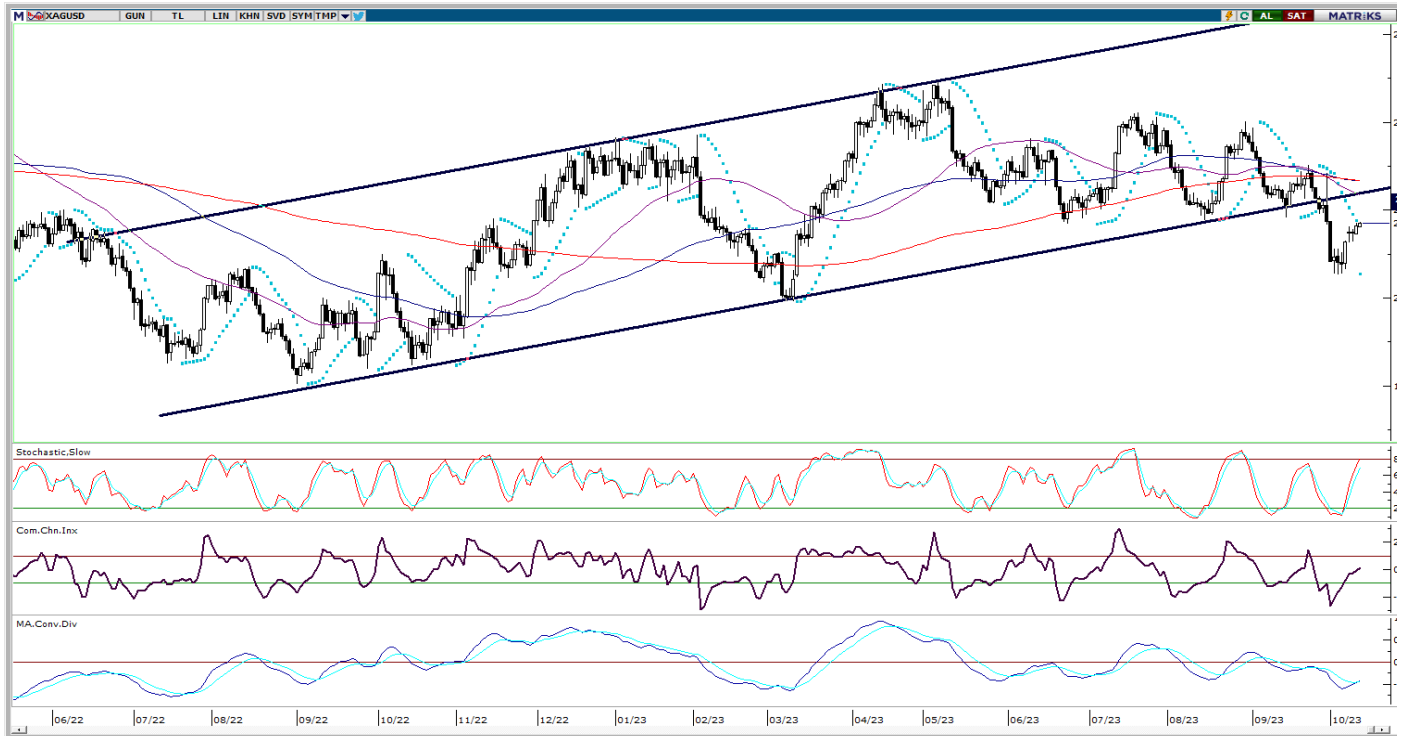 M XAGUSD GUN TL LIN KHN SVD SYM TMP AL SAT MATRİKS
Stochastic,Slow
Com.Chn.Inx
MA.Conv.Div
06/22 07/22 08/22 09/22 10/22 11/22 12/22 01/23 02/23 03/23 04/23 05/23 06/23 07/23 08/23 09/23 10/23